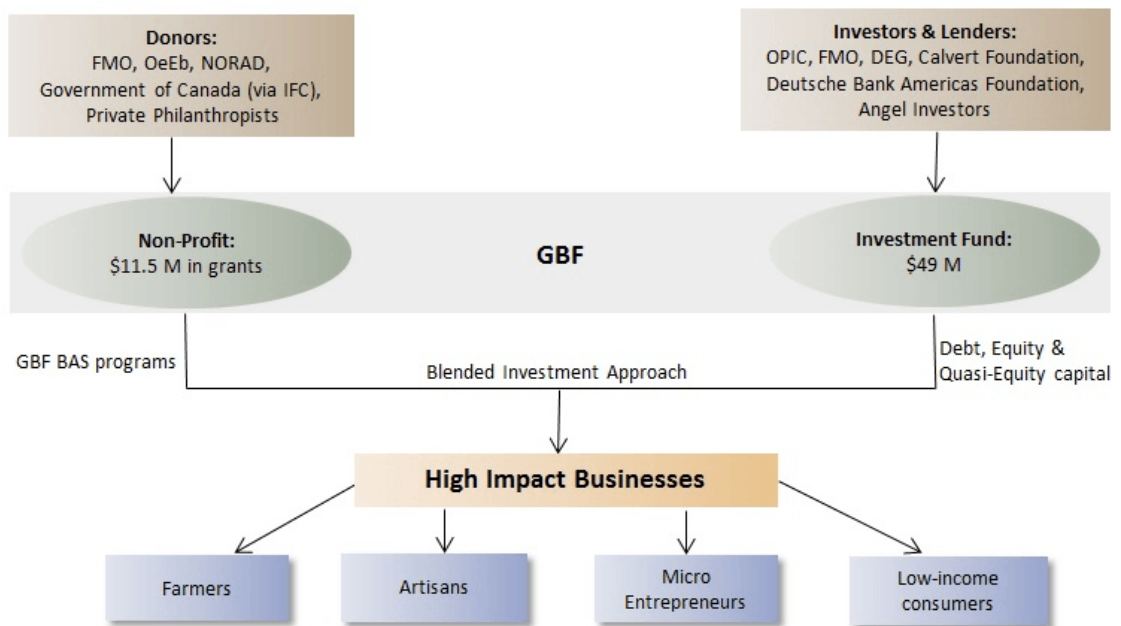 Donors:
FMO, OeEb, NORAD,
Government of Canada (via IFC),
Private Philanthropists
Investors & Lenders:
OPIC, FMO, DEG, Calvert Foundation,
Deutsche Bank Americas Foundation,
Angel Investors
Non-Profit:
$11.5 M in grants
GBF
Investment Fund:
$49 M
GBF BAS programs
Blended Investment Approach
Debt, Equity &
Quasi-Equity capital
High Impact Businesses
Farmers
Artisans
Micro
Entrepreneurs
Low-income
consumers